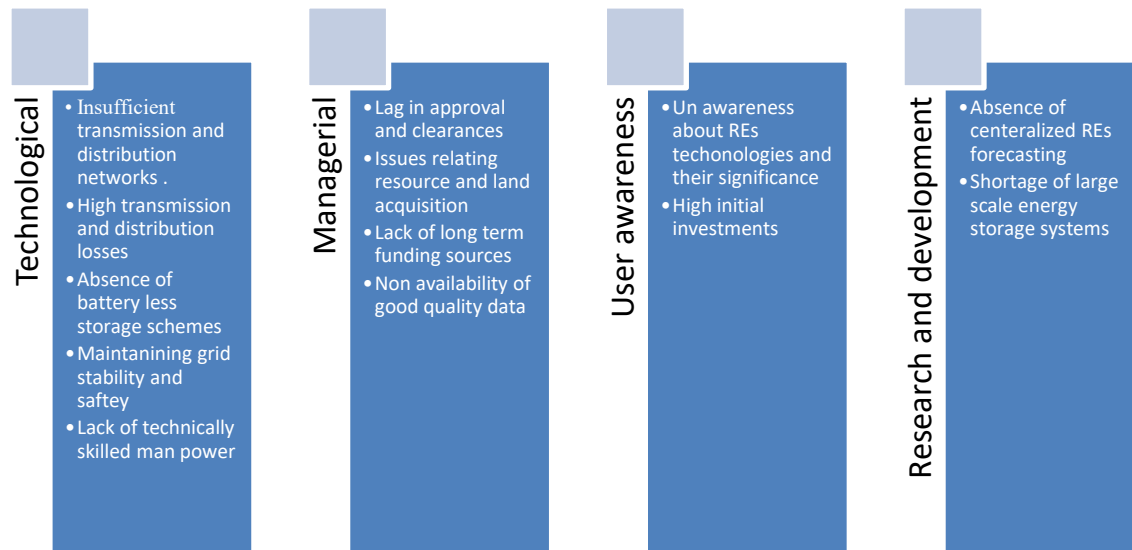 Technological
• Insufficient
transmission and
distribution
networks .
• High transmission
and distribution
losses
• Absence of
battery less
storage schemes
• Maintanining grid
stability and
saftey
• Lack of technically
skilled man power
Managerial
• Lag in approval
and clearances
• Issues relating
resource and land
acquisition
• Lack of long term
funding sources
• Non availability of
good quality data
User awareness
• Un awareness
about REs
techonologies and
their significance
• High initial
investments
Research and development
• Absence of
centeralized REs
forecasting
• Shortage of large
scale energy
storage systems